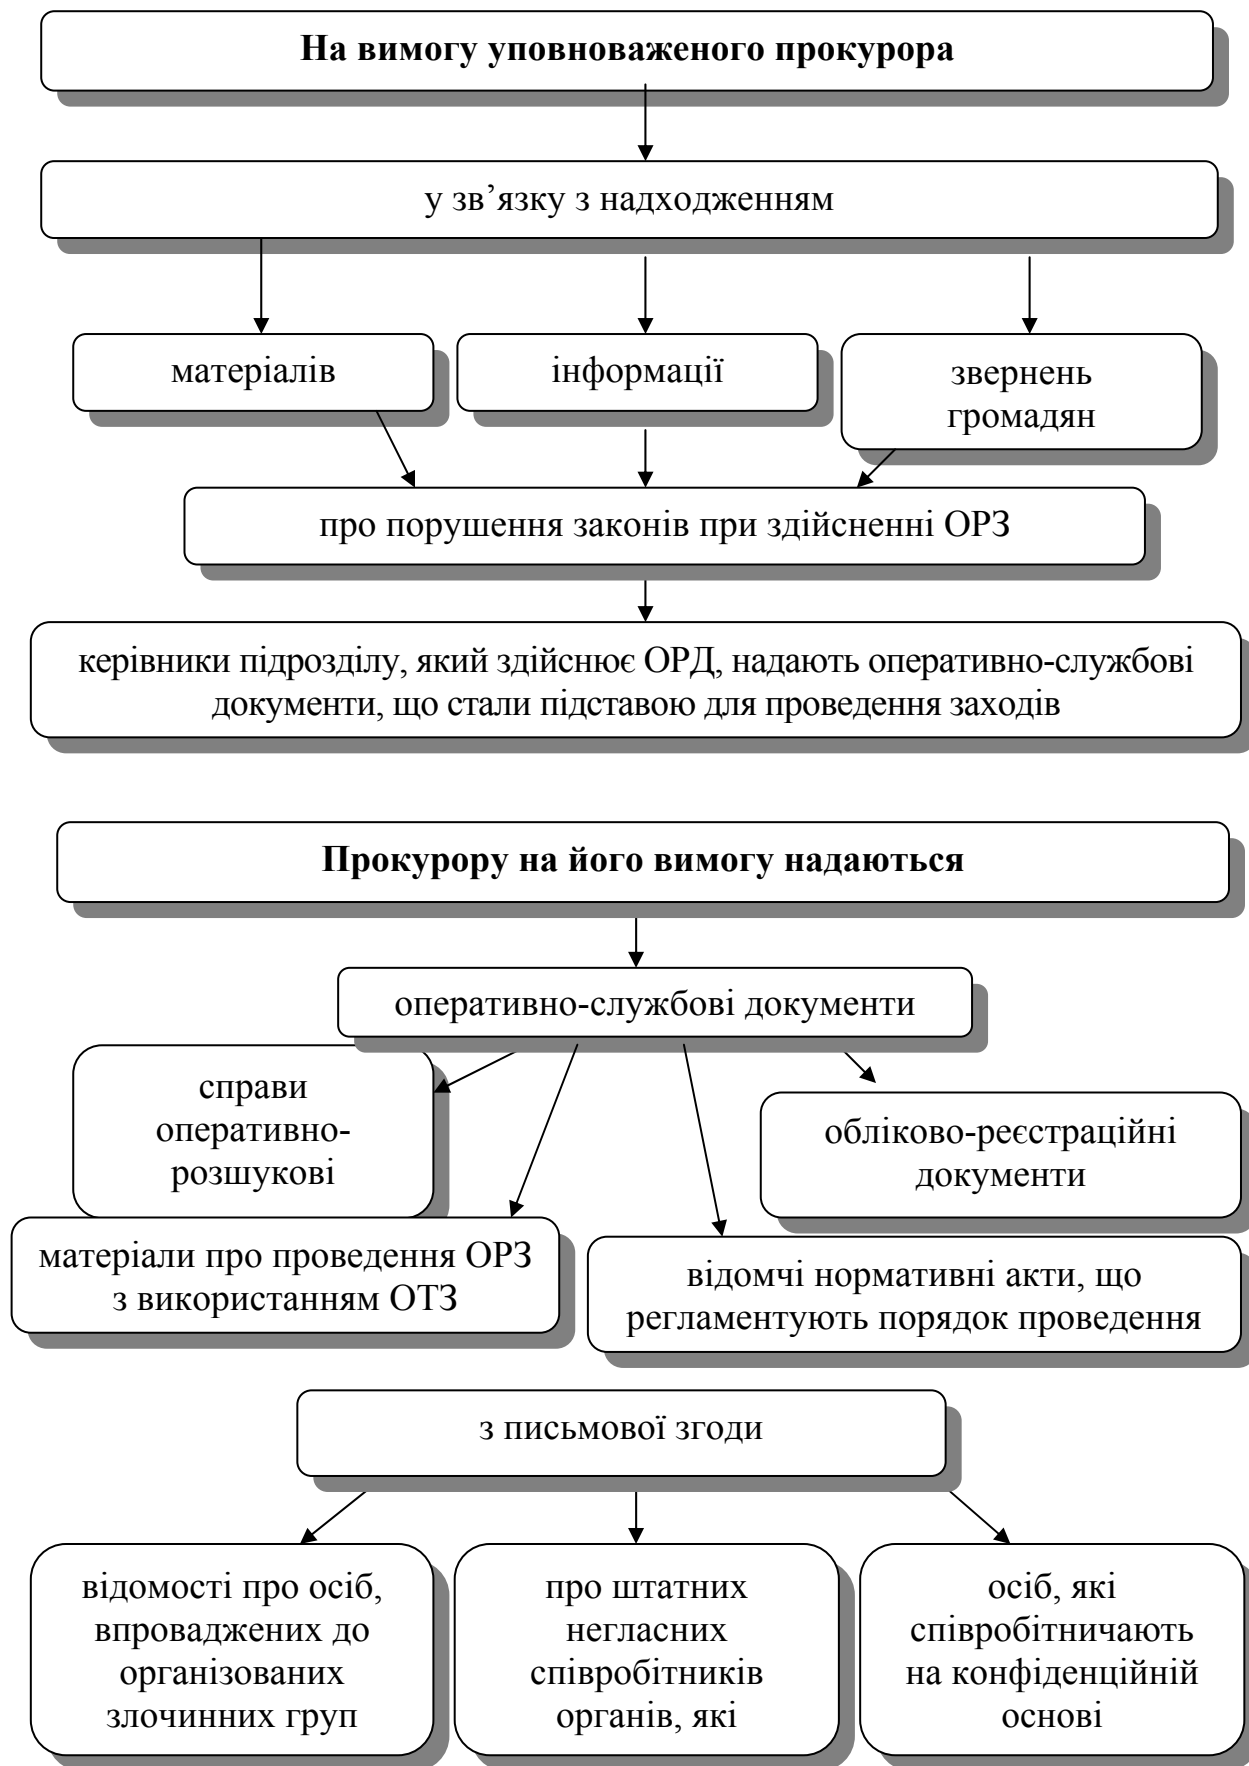 На вимогу уповноваженого прокурора
у зв’язку з надходженням
матеріалів
інформації
звернень
громадян
про порушення законів при здійсненні ОРЗ
керівники підрозділу, який здійснює ОРД, надають оперативно-службові
документи, що стали підставою для проведення заходів
Прокурору на його вимогу надаються
оперативно-службові документи
справи
оперативно-
розшукові
обліково-реєстраційні
документи
матеріали про проведення ОРЗ
з використанням ОТЗ
відомчі нормативні акти, що
регламентують порядок проведення
з письмової згоди
відомості про осіб,
впроваджених до
організованих
злочинних груп
про штатних
негласних
співробітників
органів, які
осіб, які
співробітничають
на конфіденційній
основі